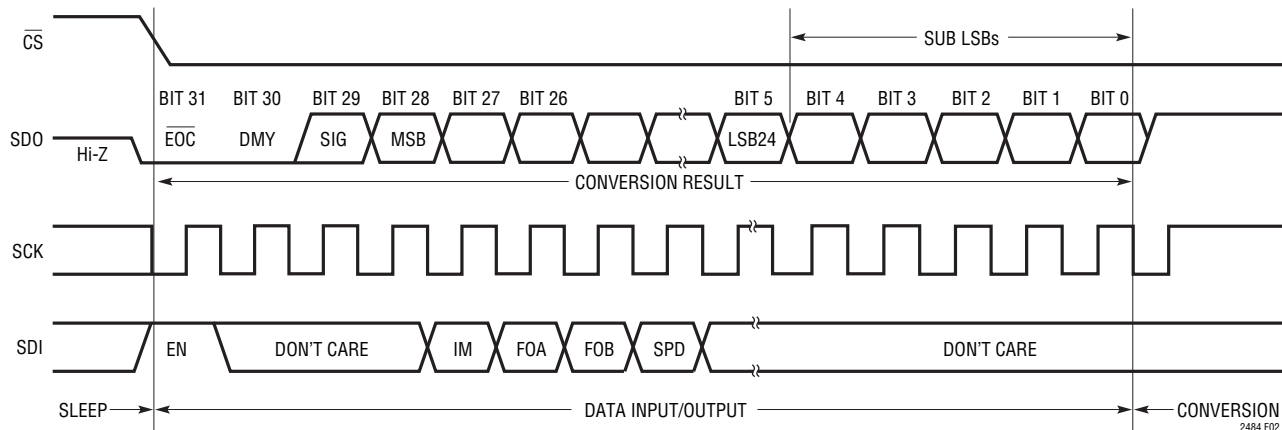 CS
SUB LSBs
BIT 31 BIT 30 BIT 29 BIT 28 BIT 27 BIT 26 BIT 5 BIT 4 BIT 3 BIT 2 BIT 1 BIT 0
SDO
Hi-Z
EOC DMY SIG MSB LSB24
CONVERSION RESULT
SCK
SDI
EN DON'T CARE IM FOA FOB SPD DON'T CARE
SLEEP DATA INPUT/OUTPUT CONVERSION
2484 F02